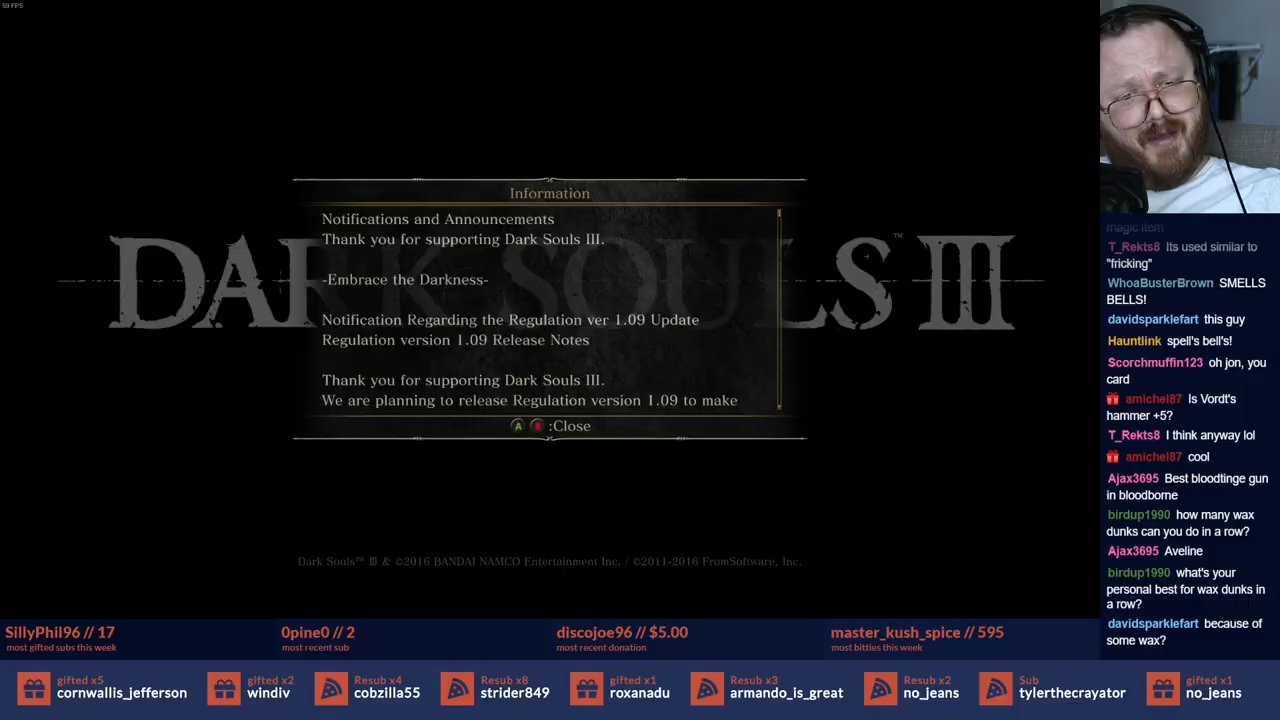 59 FPS
DARK SOULS III
™
Information
Notifications and Announcements
Thank you for supporting Dark Souls III.
-Embrace the Darkness-
Notification Regarding the Regulation ver 1.09 Update
Regulation version 1.09 Release Notes
Thank you for supporting Dark Souls III.
We are planning to release Regulation version 1.09 to make
A B :Close
Dark Souls™ III & ©2016 BANDAI NAMCO Entertainment Inc. / ©2011-2016 FromSoftware, Inc.
magic item
T_Rekts8 Its used similar to
"fricking"
WhoaBusterBrown SMELLS
BELLS!
davidsparklefart this guy
Hauntlink spell's bell's!
Scorchmuffin123 oh jon, you
card
amichel87 Is Vordt's
hammer +5?
T_Rekts8 I think anyway lol
amichel87 cool
Ajax3695 Best bloodtinge gun
in bloodborne
birdup1990 how many wax
dunks can you do in a row?
Ajax3695 Aveline
birdup1990 what's your
personal best for wax dunks in
a row?
davidsparklefart because of
some wax?
SillyPhil96 // 17
most gifted subs this week
0pine0 // 2
most recent sub
discojoe96 // $5.00
most recent donation
master_kush_spice // 595
most bitties this week
gifted x5
cornwallis_jefferson
gifted x2
windiv
Resub x4
cobzilla55
Resub x8
strider849
gifted x1
roxanadu
Resub x3
armando_is_great
Resub x2
no_jeans
Sub
tylerthecrayator
gifted x1
no_jeans